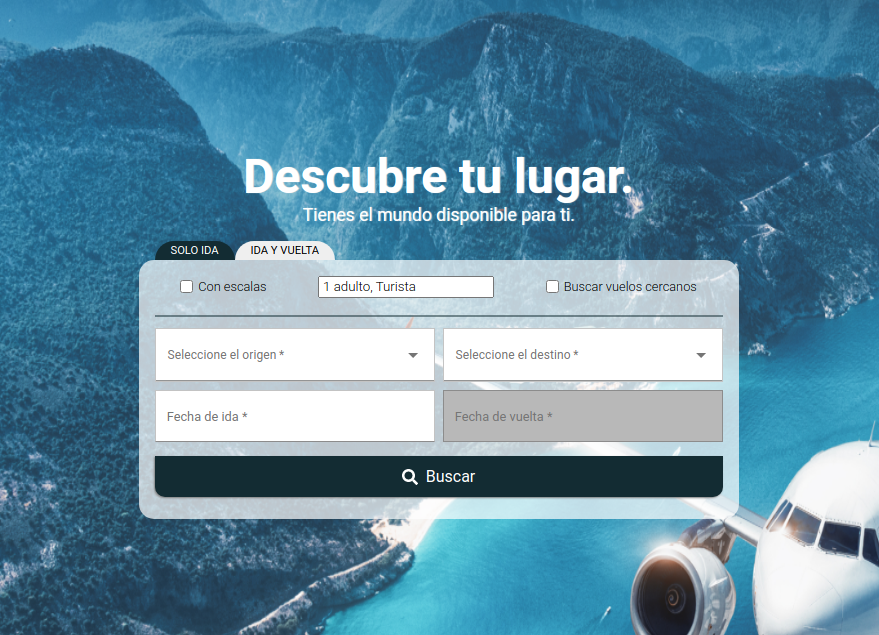 Descubre tu lugar.
Tienes el mundo disponible para ti.
SOLO IDA IDA Y VUELTA
Con escalas 1 adulto, Turista Buscar vuelos cercanos
Seleccione el origen * Seleccione el destino *
Fecha de ida * Fecha de vuelta *
Buscar